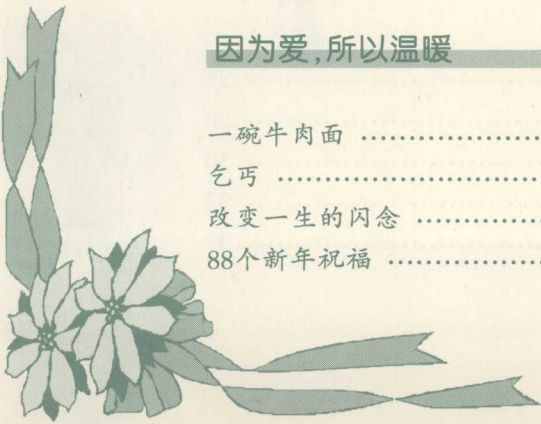 因为爱,所以温暖
一碗牛肉面 ……………………
乞丐 ……………………………
改变一生的闪念 ………………
88个新年祝福 …………………